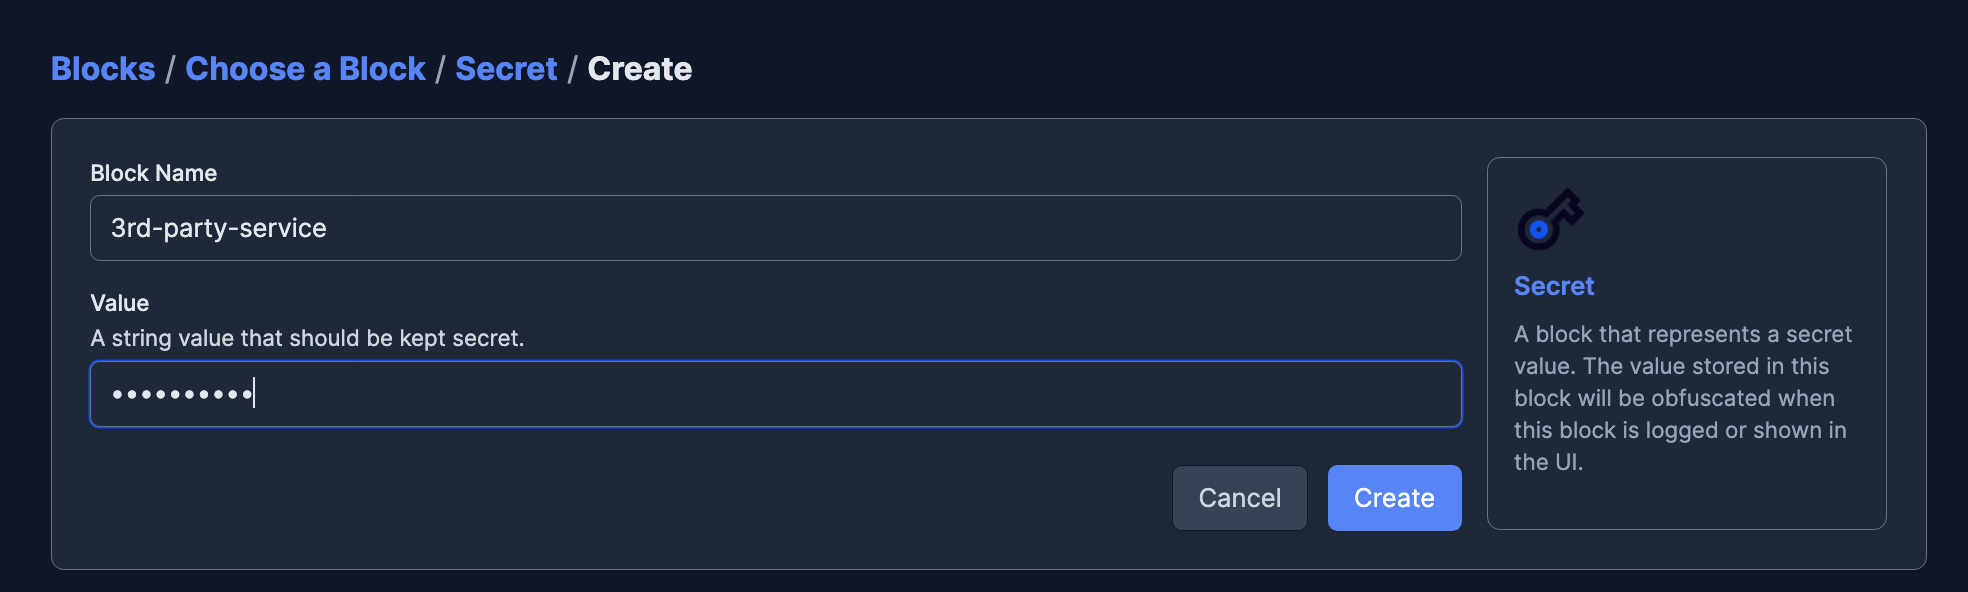 Blocks / Choose a Block / Secret / Create
Block Name
3rd-party-service
Value
A string value that should be kept secret.
••••••••••
Cancel
Create
Secret
A block that represents a secret
value. The value stored in this
block will be obfuscated when
this block is logged or shown in
the UI.